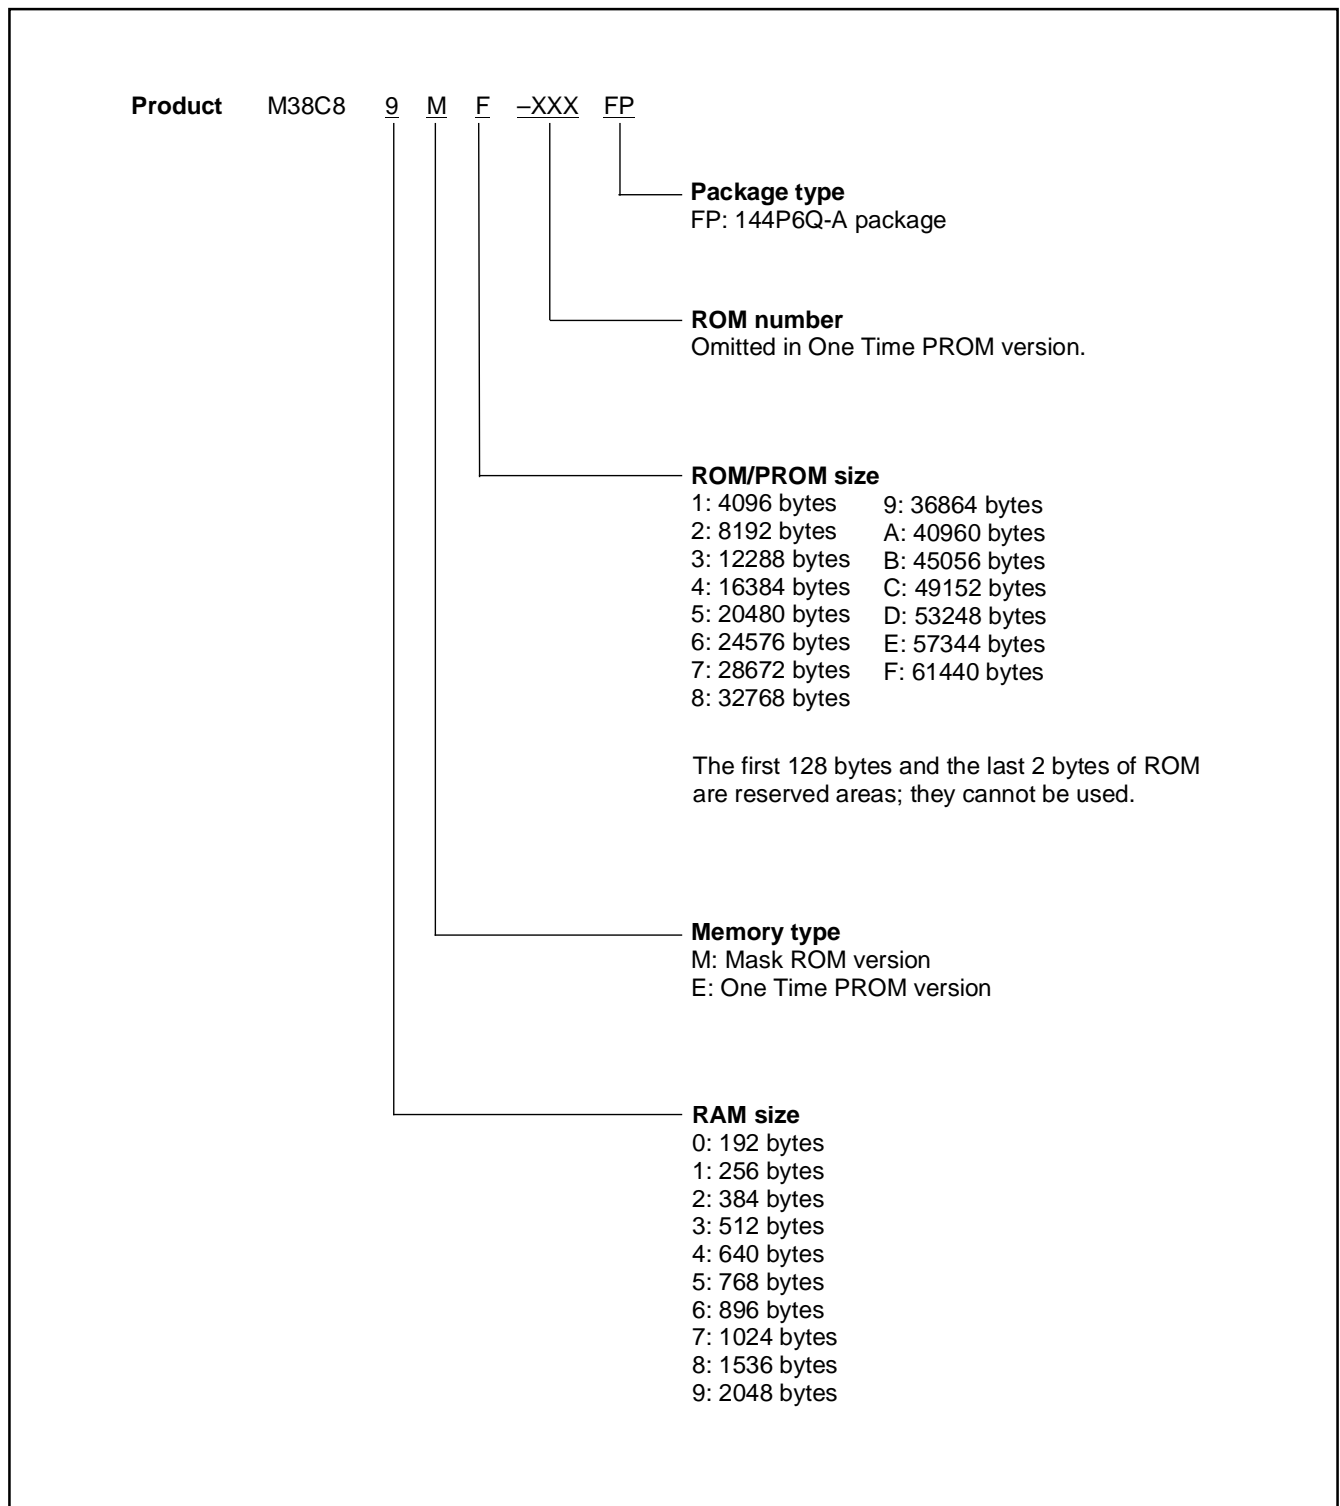 Product M38C8 9 M F –XXX FP
Package type
FP: 144P6Q-A package
ROM number
Omitted in One Time PROM version.
ROM/PROM size
1: 4096 bytes
2: 8192 bytes
3: 12288 bytes
4: 16384 bytes
5: 20480 bytes
6: 24576 bytes
7: 28672 bytes
8: 32768 bytes
9: 36864 bytes
A: 40960 bytes
B: 45056 bytes
C: 49152 bytes
D: 53248 bytes
E: 57344 bytes
F: 61440 bytes
The first 128 bytes and the last 2 bytes of ROM
are reserved areas; they cannot be used.
Memory type
M: Mask ROM version
E: One Time PROM version
RAM size
0: 192 bytes
1: 256 bytes
2: 384 bytes
3: 512 bytes
4: 640 bytes
5: 768 bytes
6: 896 bytes
7: 1024 bytes
8: 1536 bytes
9: 2048 bytes